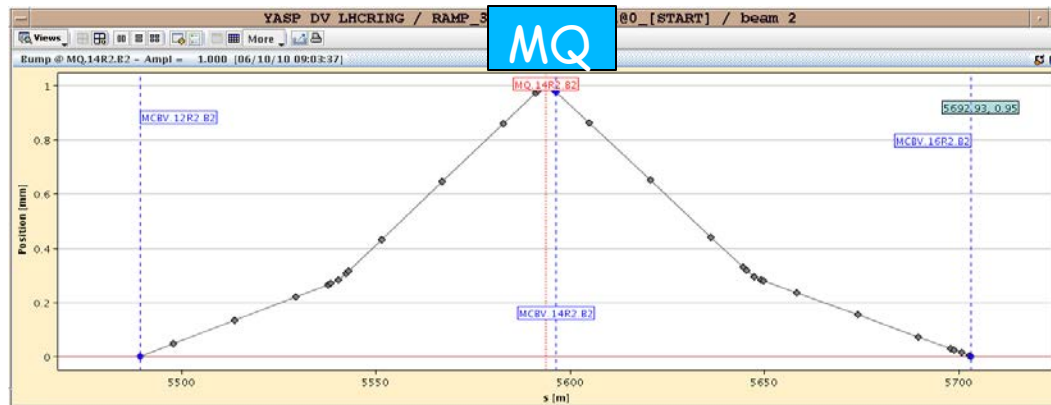 YASP DV LHCRING / RAMP_3 @0_[START] / beam 2
MQ
Views More
Bump @ MQ.14R2.B2 - Ampl = 1.000 [06/10/10 09:03:37]
MQ.14R2.B2
MCBV.12R2.B2
5692.93, 0.95
MCBV.16R2.B2
MCBV.14R2.B2
Position [mm]
1
0.8
0.6
0.4
0.2
0
5500 5550 5600 5650 5700
s [m]